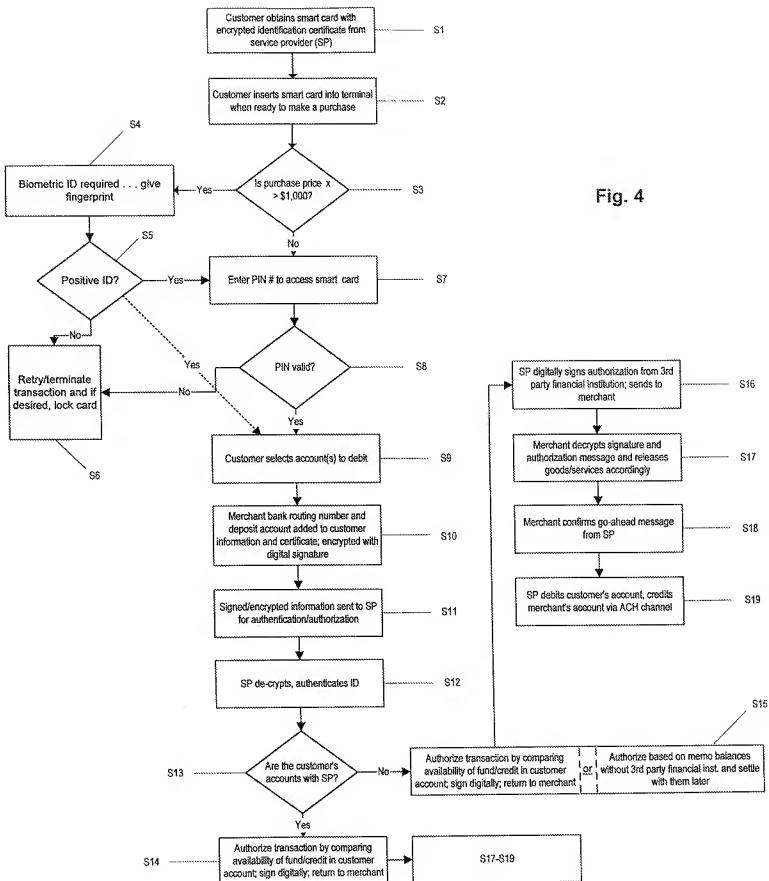 Customer obtains smart card with
encrypted identification certificate from
service provider (SP)
S1
Customer inserts smart card into terminal
when ready to make a purchase
S2
S4
Biometric ID required . . . give
fingerprint
Yes
Is purchase price x
> $1,000?
S3
Fig. 4
No
S5
Positive ID?
Yes
Enter PIN # to access smart card
S7
No
Yes
PIN valid?
S8
No
Retry/terminate
transaction and if
desired, lock card
S6
Yes
Customer selects account(s) to debit
S9
Merchant bank routing number and
deposit account added to customer
information and certificate; encrypted with
digital signature
S10
Signed/encrypted information sent to SP
for authentication/authorization
S11
SP de-crypts, authenticates ID
S12
S13
Are the customer's
accounts with SP?
No
Authorize transaction by comparing
availability of fund/credit in customer
account; sign digitally; return to merchant
or
Authorize based on memo balances
without 3rd party financial inst. and settle
with them later
S15
Yes
S14
Authorize transaction by comparing
availability of fund/credit in customer
account; sign digitally; return to merchant
S17-S19
SP digitally signs authorization from 3rd
party financial institution; sends to
merchant
S16
Merchant decrypts signature and
authorization message and releases
goods/services accordingly
S17
Merchant confirms go-ahead message
from SP
S18
SP debits customer's account, credits
merchant's account via ACH channel
S19